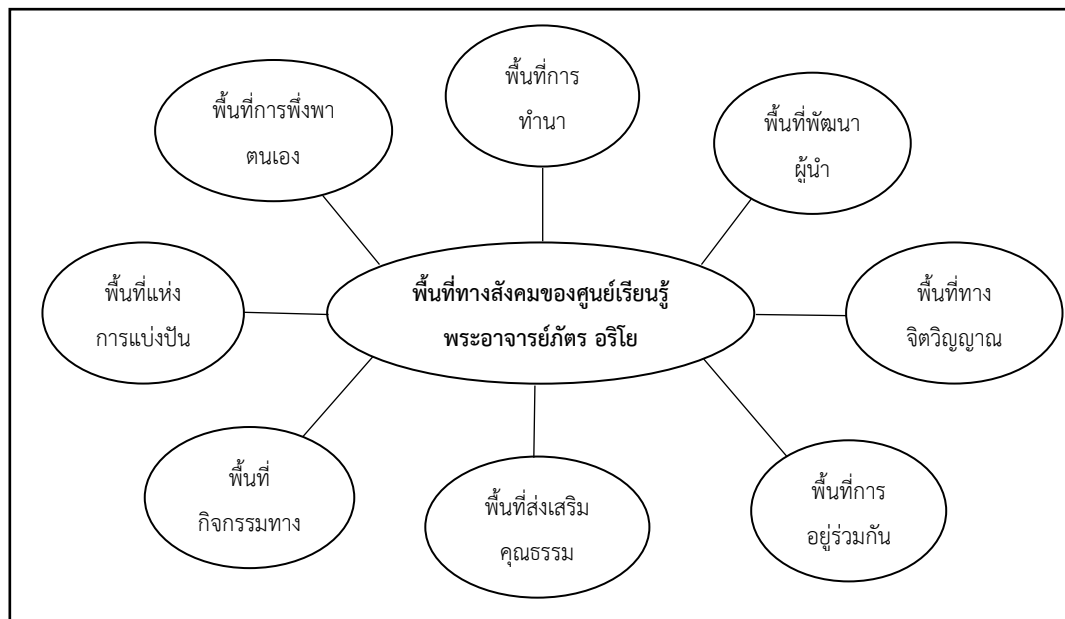 พื้นที่การ
ทำนา
พื้นที่การพึ่งพา
ตนเอง
พื้นที่พัฒนา
ผู้นำ
พื้นที่แห่ง
การแบ่งปัน
พื้นที่ทางสังคมของศูนย์เรียนรู้
พระอาจารย์ภัตร อริโย
พื้นที่ทาง
จิตวิญญาณ
พื้นที่
กิจกรรมทาง
พื้นที่ส่งเสริม
คุณธรรม
พื้นที่การ
อยู่ร่วมกัน